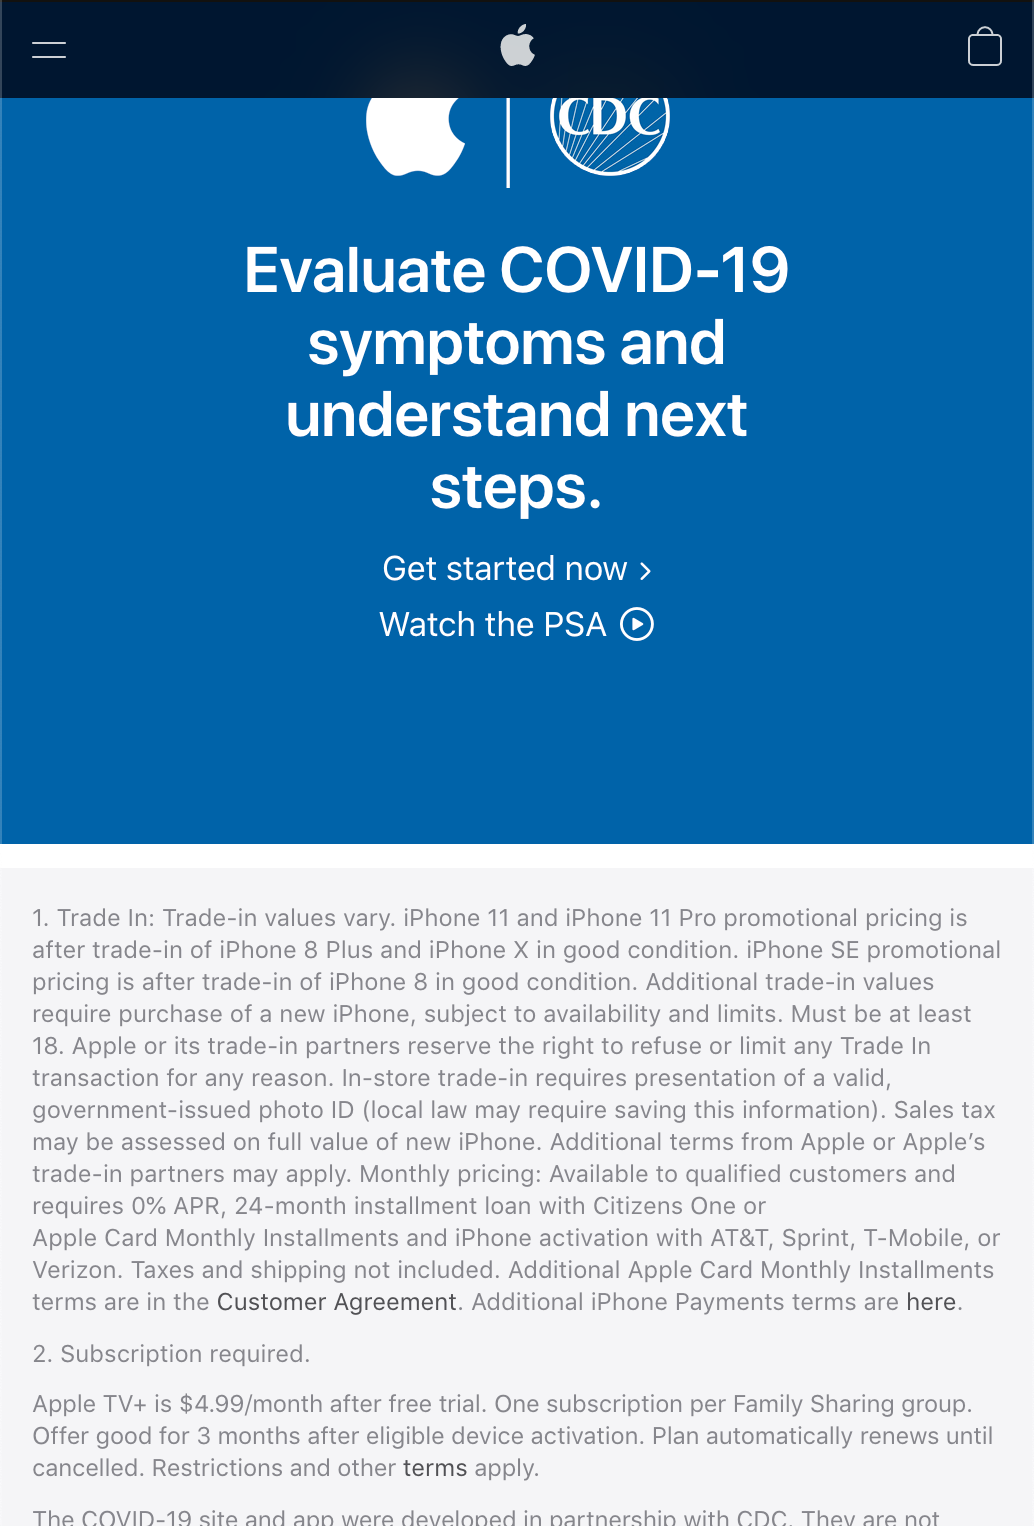 CDC
Evaluate COVID-19
symptoms and
understand next
steps.
Get started now >
Watch the PSA
1. Trade In: Trade-in values vary. iPhone 11 and iPhone 11 Pro promotional pricing is
after trade-in of iPhone 8 Plus and iPhone X in good condition. iPhone SE promotional
pricing is after trade-in of iPhone 8 in good condition. Additional trade-in values
require purchase of a new iPhone, subject to availability and limits. Must be at least
18. Apple or its trade-in partners reserve the right to refuse or limit any Trade In
transaction for any reason. In-store trade-in requires presentation of a valid,
government-issued photo ID (local law may require saving this information). Sales tax
may be assessed on full value of new iPhone. Additional terms from Apple or Apple’s
trade-in partners may apply. Monthly pricing: Available to qualified customers and
requires 0% APR, 24-month installment loan with Citizens One or
Apple Card Monthly Installments and iPhone activation with AT&T, Sprint, T-Mobile, or
Verizon. Taxes and shipping not included. Additional Apple Card Monthly Installments
terms are in the Customer Agreement. Additional iPhone Payments terms are here.
2. Subscription required.
Apple TV+ is $4.99/month after free trial. One subscription per Family Sharing group.
Offer good for 3 months after eligible device activation. Plan automatically renews until
cancelled. Restrictions and other terms apply.
The COVID-19 site and app were developed in partnership with CDC. They are not